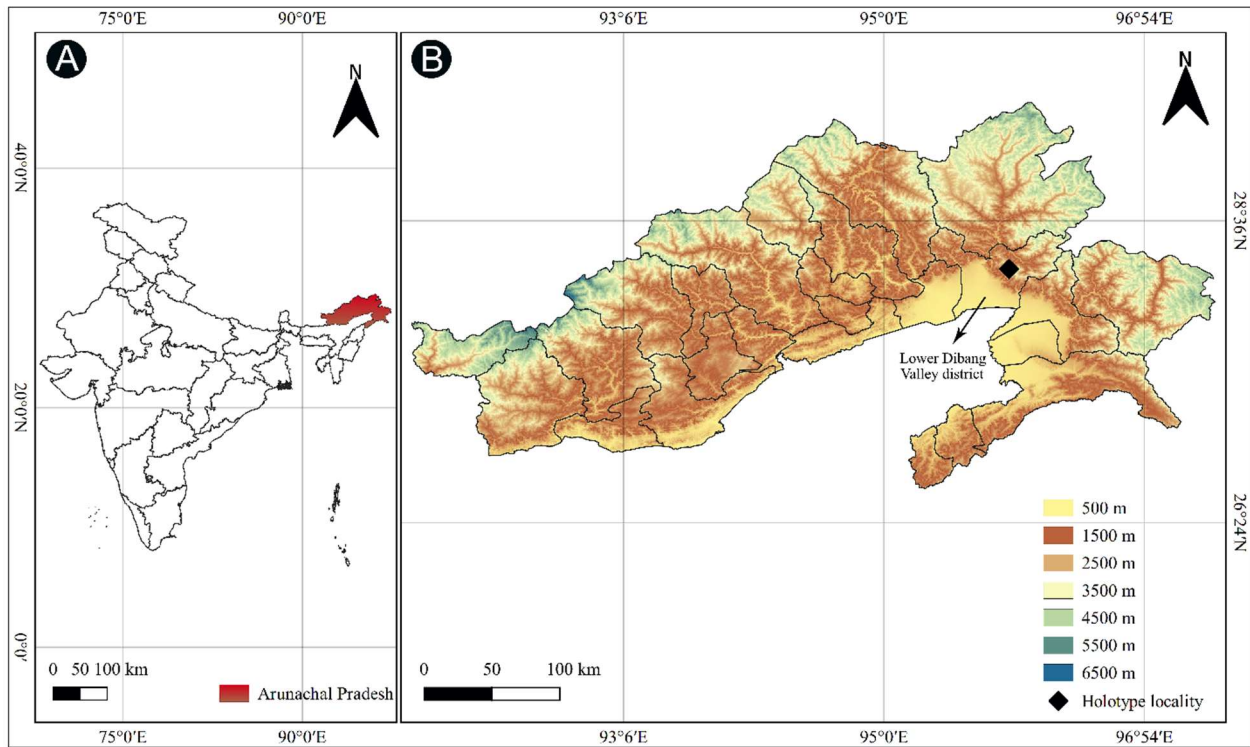 75°0′E
90°0′E
93°6′E
95°0′E
96°54′E
A
N
40°0′N
20°0′N
0°0′
0 50 100 km
Arunachal Pradesh
75°0′E
90°0′E
B
N
28°36′N
26°24′N
Lower Dibang
Valley district
0 50 100 km
500 m
1500 m
2500 m
3500 m
4500 m
5500 m
6500 m
Holotype locality
93°6′E
95°0′E
96°54′E